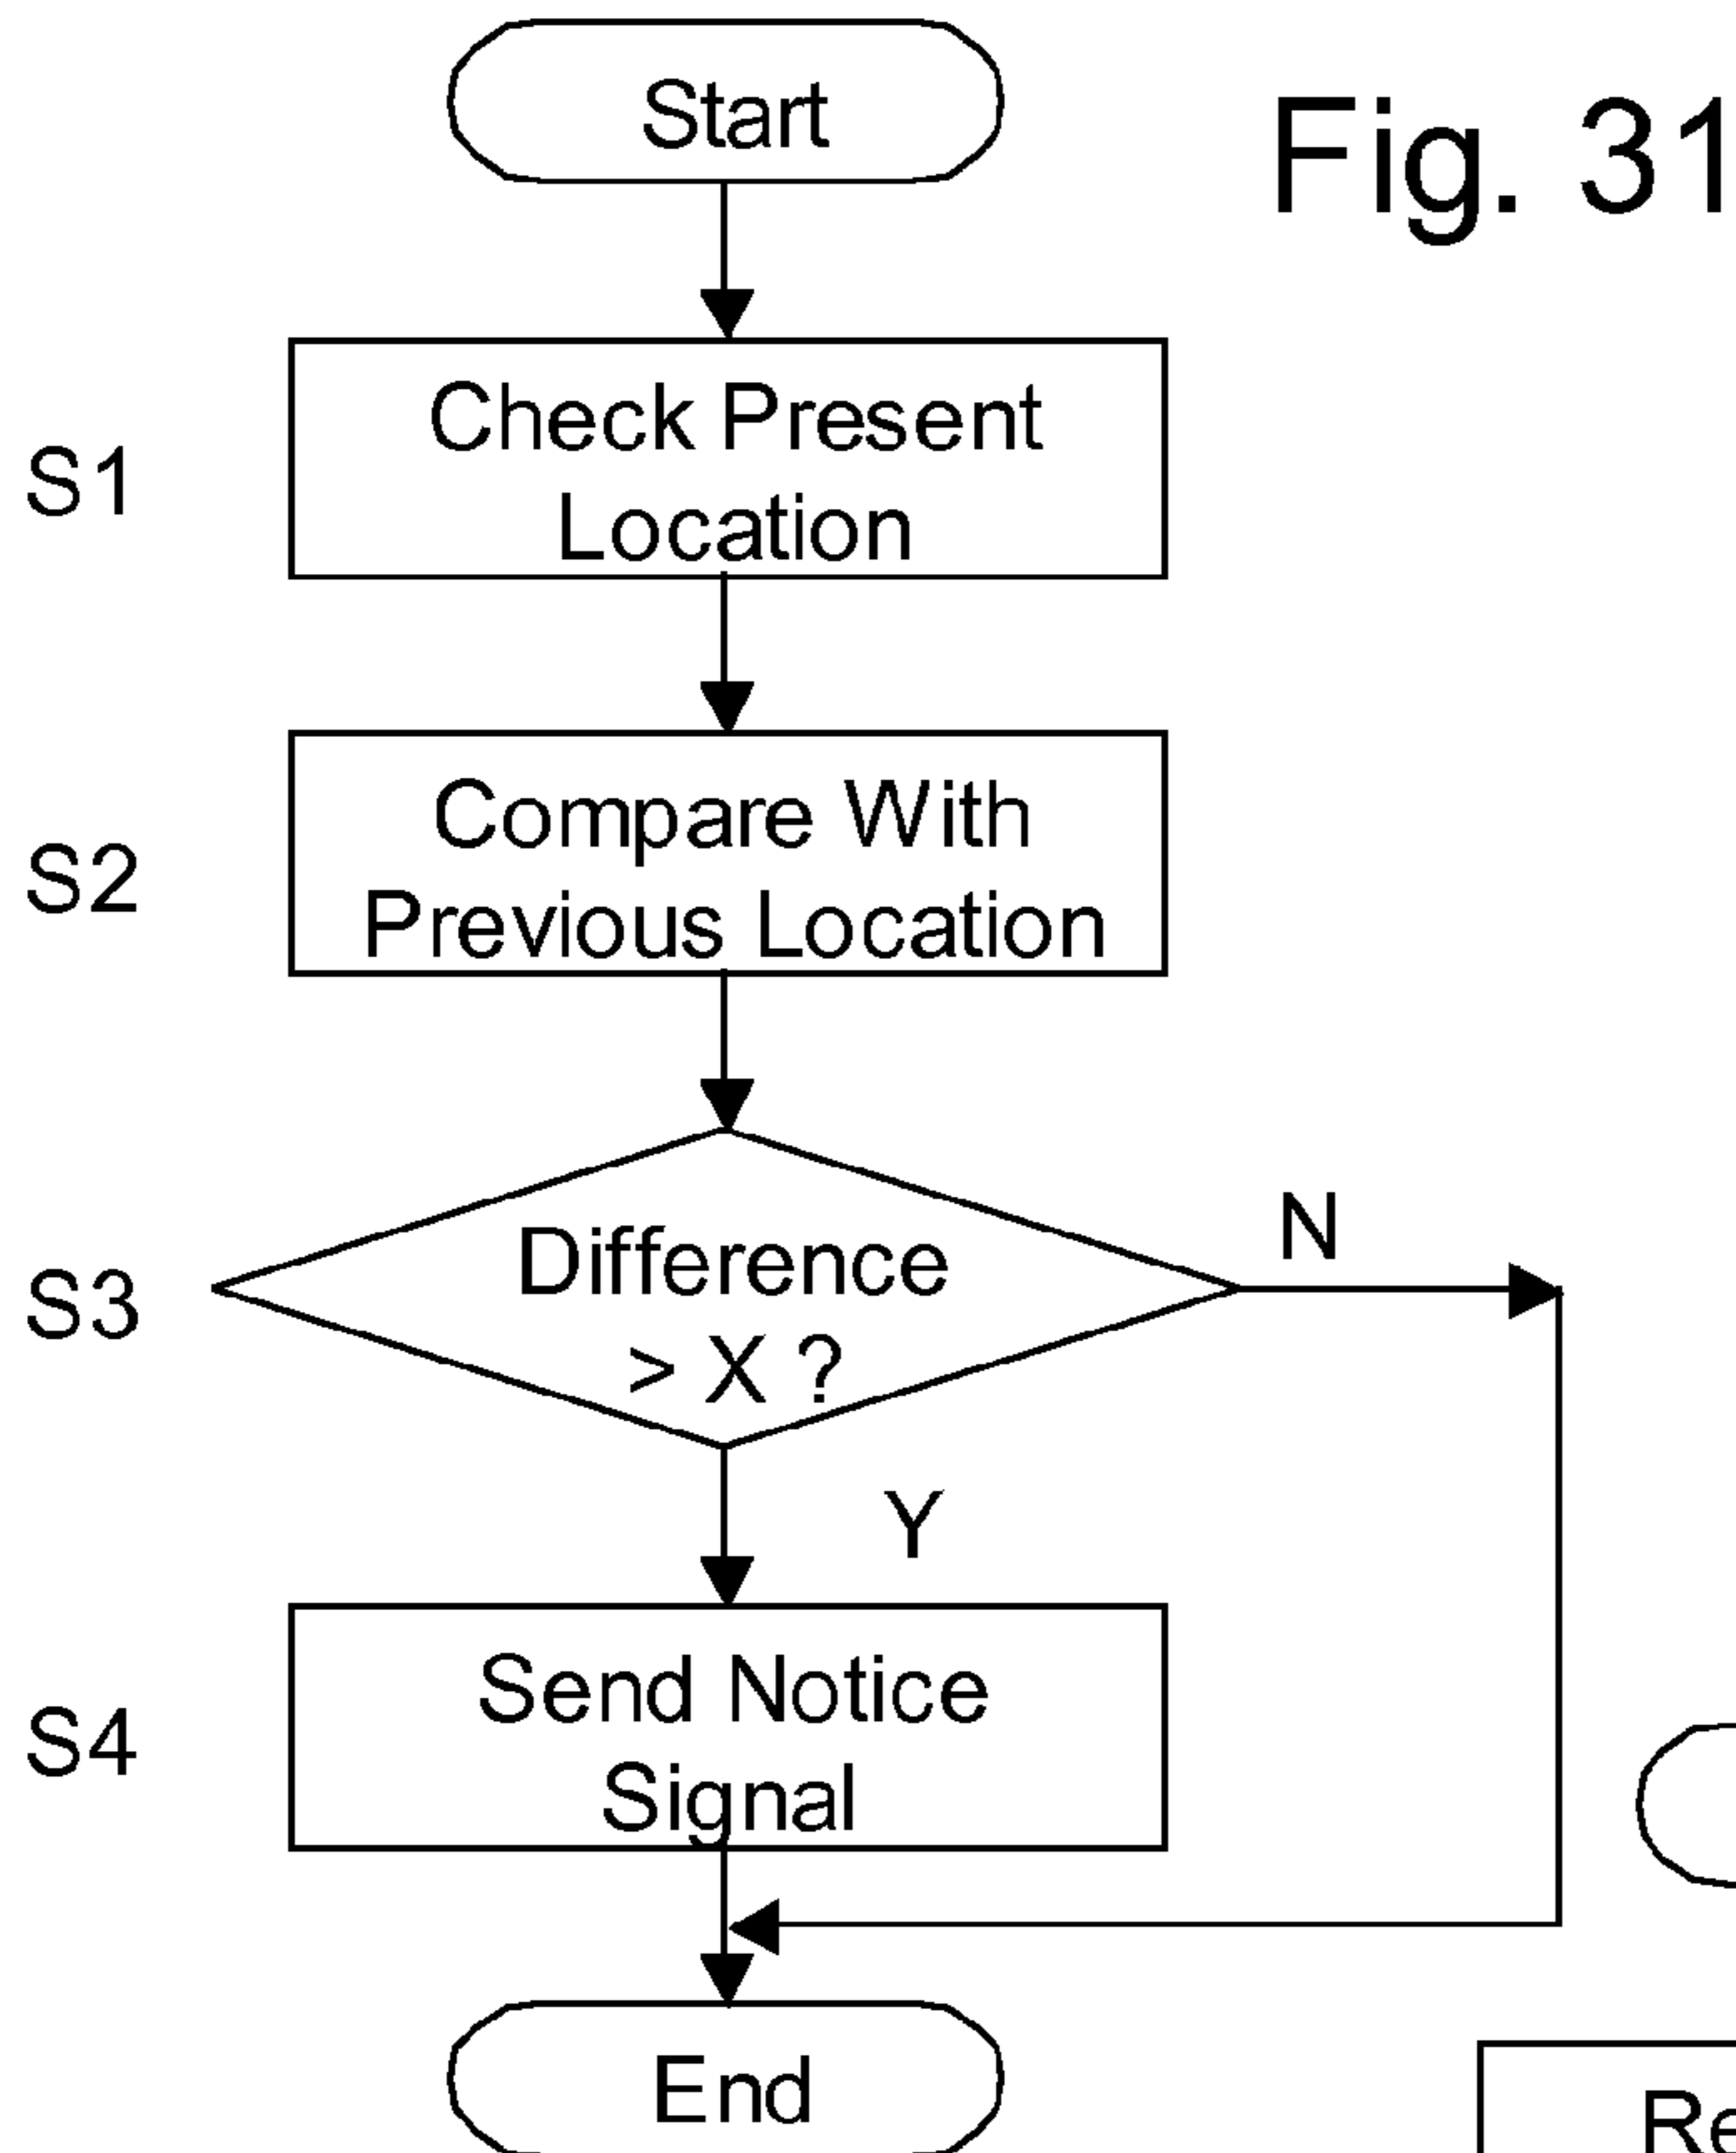 Start
Fig. 31
S1
Check Present
Location
S2
Compare With
Previous Location
S3
Difference
> X ?
N
Y
S4
Send Notice
Signal
End